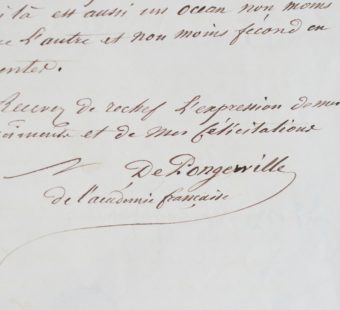 là est aussi un océan non moins
que l'autre et non moins fécond en
Recevez de rechef l'expression de mes
et de mes félicitations
De Pongerville
de l'académie française